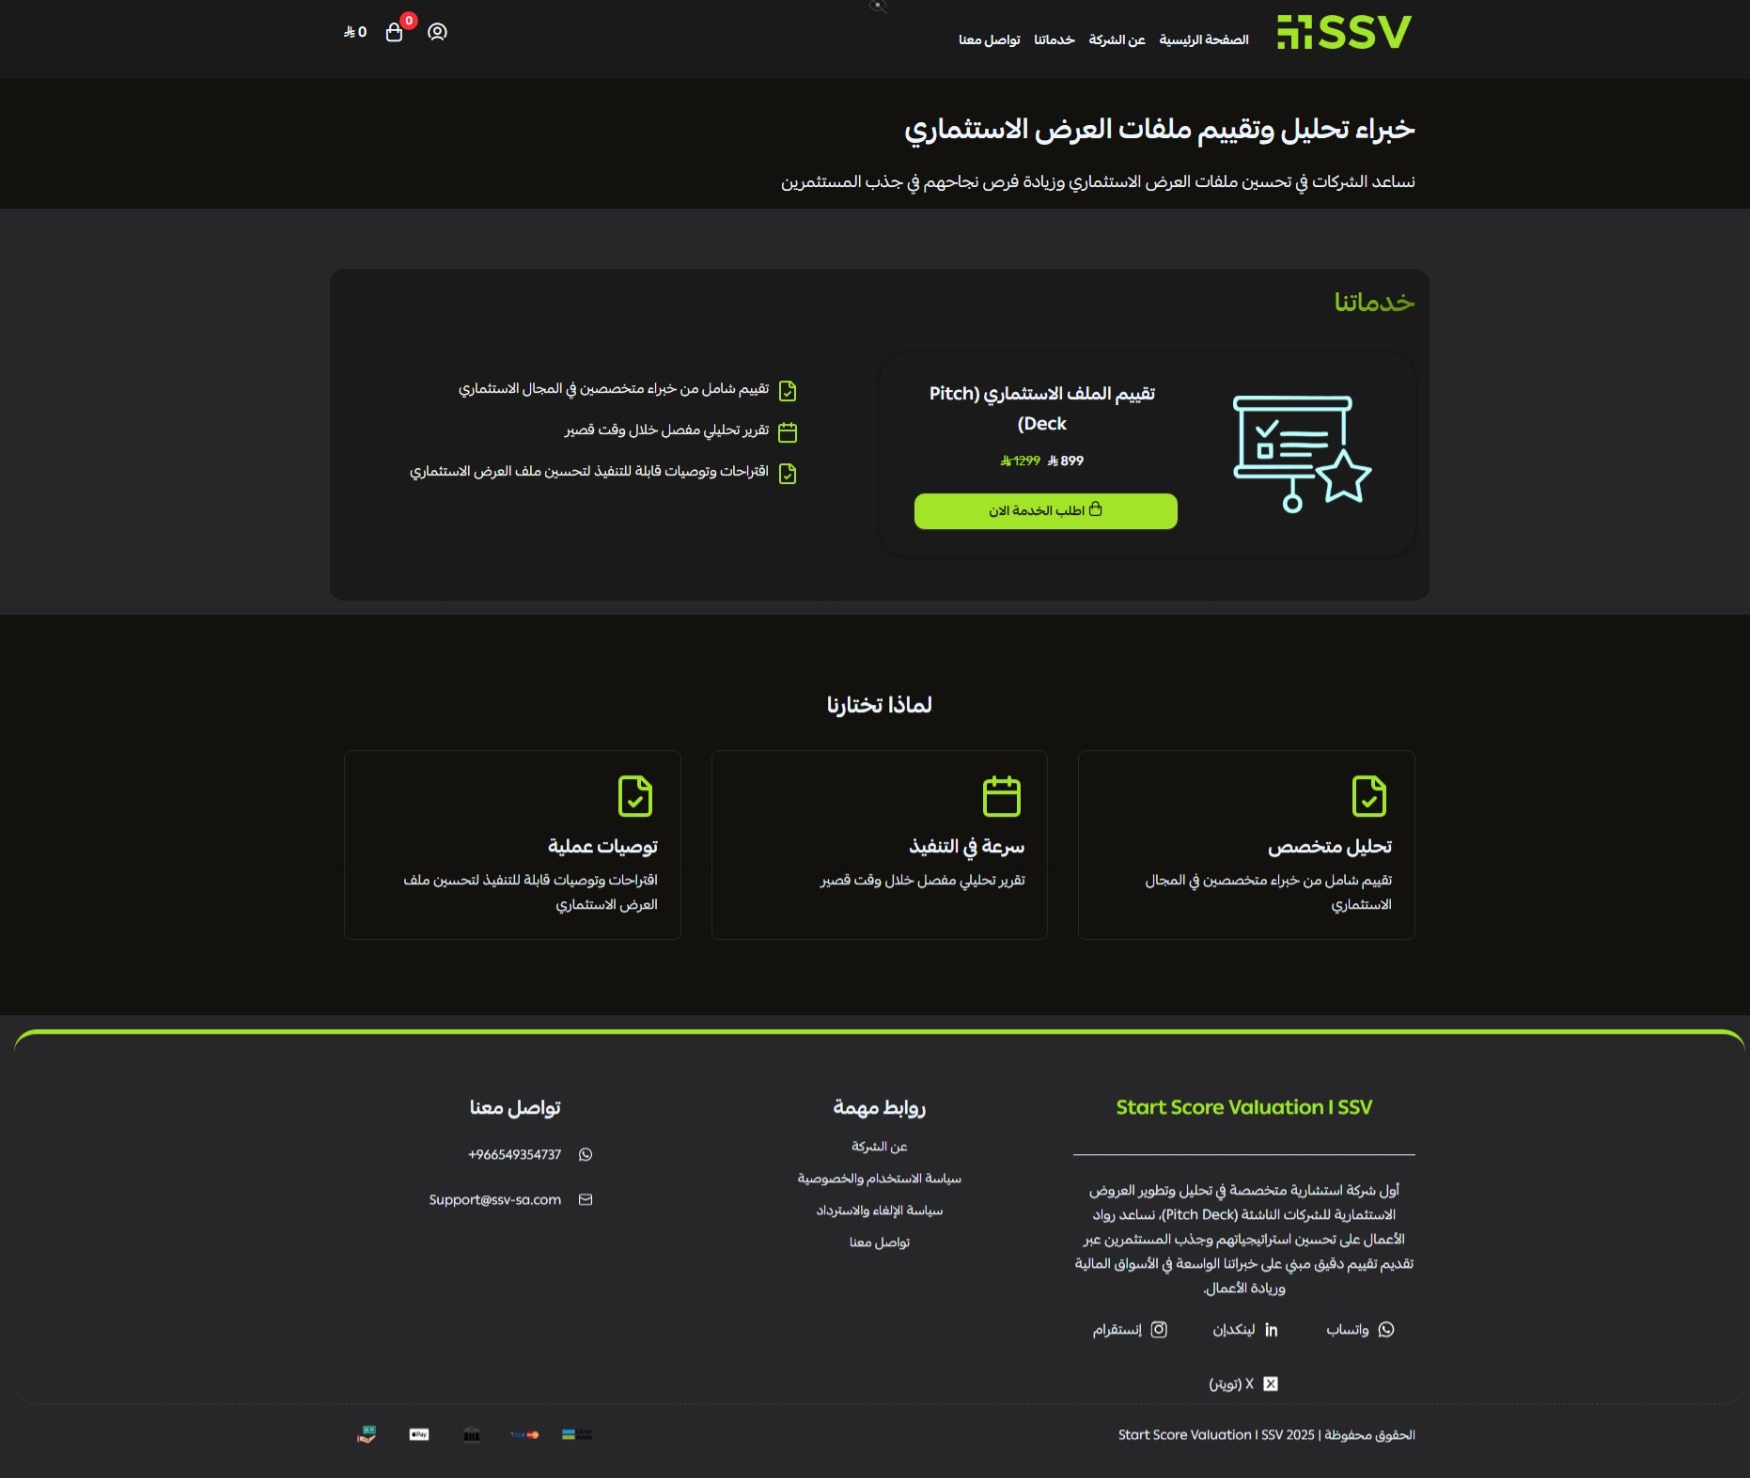 SSV
الصفحة الرئيسية
عن الشركة
خدماتنا
تواصل معنا
0
0
خبراء تحليل وتقييم ملفات العرض الاستثماري
نساعد الشركات في تحسين ملفات العرض الاستثماري وزيادة فرص نجاحهم في جذب المستثمرين
خدماتنا
تقييم الملف الاستثماري (Pitch
Deck)
899 1299
اطلب الخدمة الان
تقييم شامل من خبراء متخصصين في المجال الاستثماري
تقرير تحليلي مفصل خلال وقت قصير
اقتراحات وتوصيات قابلة للتنفيذ لتحسين ملف العرض الاستثماري
لماذا تختارنا
تحليل متخصص
تقييم شامل من خبراء متخصصين في المجال
الاستثماري
سرعة في التنفيذ
تقرير تحليلي مفصل خلال وقت قصير
توصيات عملية
اقتراحات وتوصيات قابلة للتنفيذ لتحسين ملف
العرض الاستثماري
Start Score Valuation I SSV
أول شركة استشارية متخصصة في تحليل وتطوير العروض
الاستثمارية للشركات الناشئة (Pitch Deck)، نساعد رواد
الأعمال على تحسين استراتيجياتهم وجذب المستثمرين عبر
تقديم تقييم دقيق مبني على خبراتنا الواسعة في الأسواق المالية
وريادة الأعمال.
واتساب
لينكدإن
إنستقرام
X (تويتر)
روابط مهمة
عن الشركة
سياسة الاستخدام والخصوصية
سياسة الإلغاء والاسترداد
تواصل معنا
تواصل معنا
+966549354737
Support@ssv-sa.com
الحقوق محفوظة | 2025 Start Score Valuation I SSV
Pay